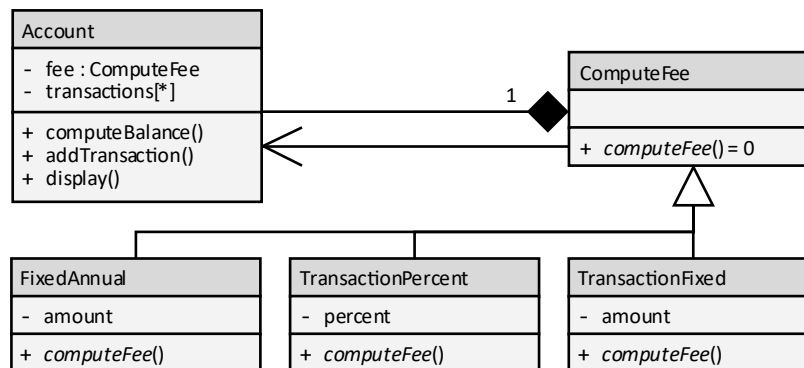 Account
- fee : ComputeFee
- transactions[*]
+ computeBalance()
+ addTransaction()
+ display()
1
ComputeFee
+ computeFee() = 0
FixedAnnual
- amount
+ computeFee()
TransactionPercent
- percent
+ computeFee()
TransactionFixed
- amount
+ computeFee()